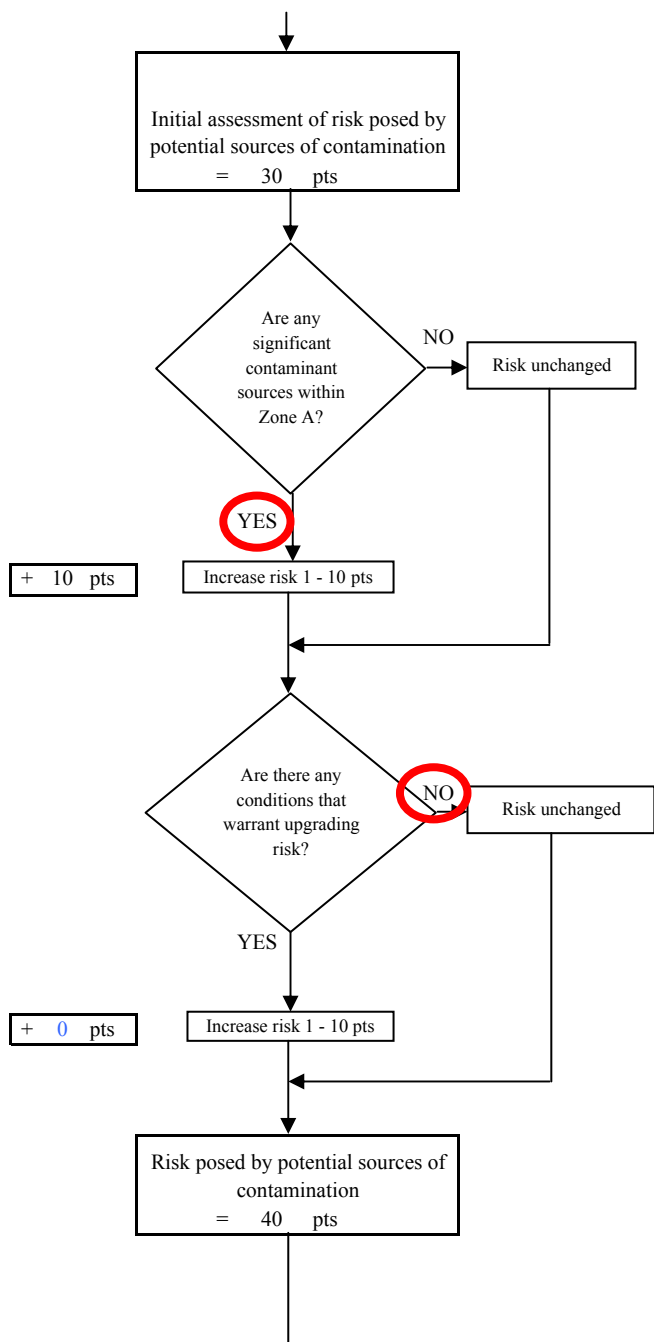 Initial assessment of risk posed by
potential sources of contamination
= 30 pts
Are any
significant
contaminant
sources within
Zone A?
NO
Risk unchanged
YES
+ 10 pts
Increase risk 1 - 10 pts
Are there any
conditions that
warrant upgrading
risk?
NO
Risk unchanged
YES
+ 0 pts
Increase risk 1 - 10 pts
Risk posed by potential sources of
contamination
= 40 pts